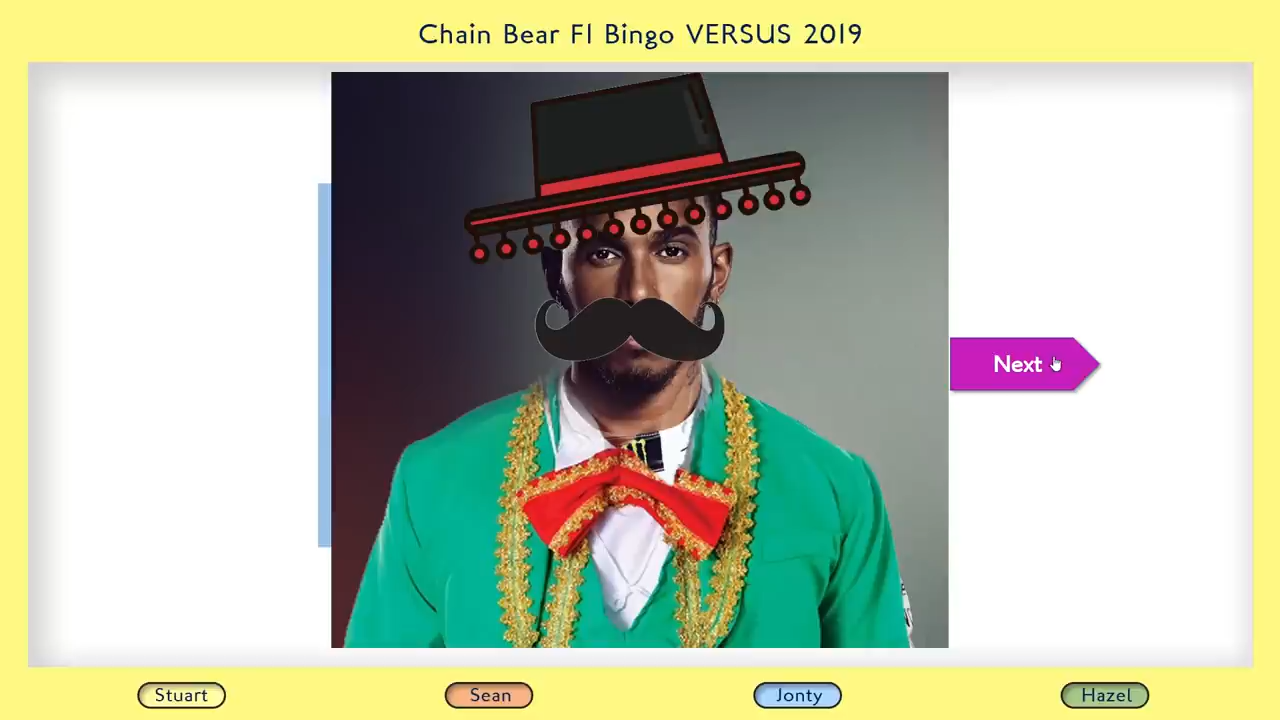 Chain Bear F1 Bingo VERSUS 2019
Next
Stuart
Sean
Jonty
Hazel